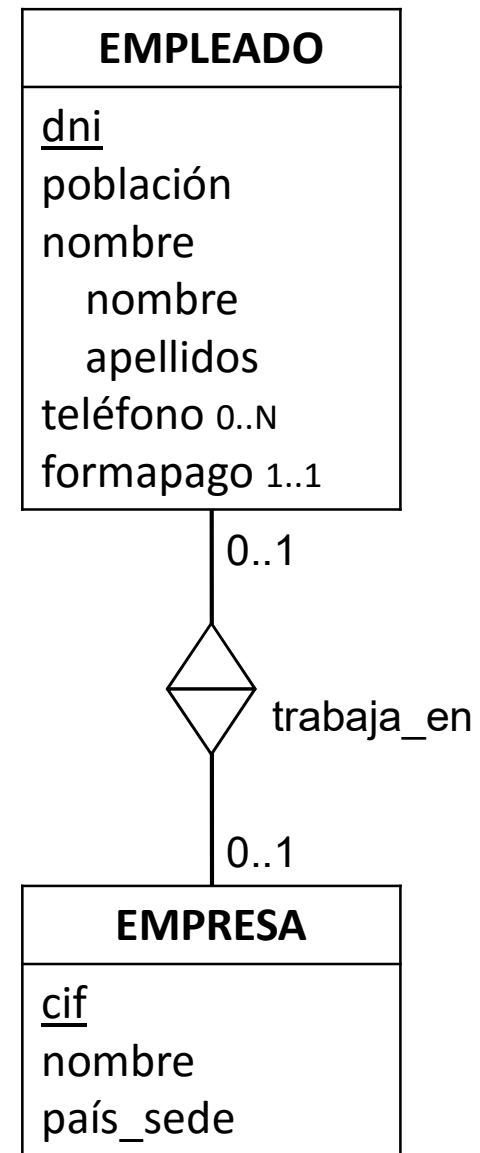 EMPLEADO
dni
población
nombre
nombre
apellidos
teléfono 0..N
formapago 1..1
0..1
trabaja_en
0..1
EMPRESA
cif
nombre
país_sede